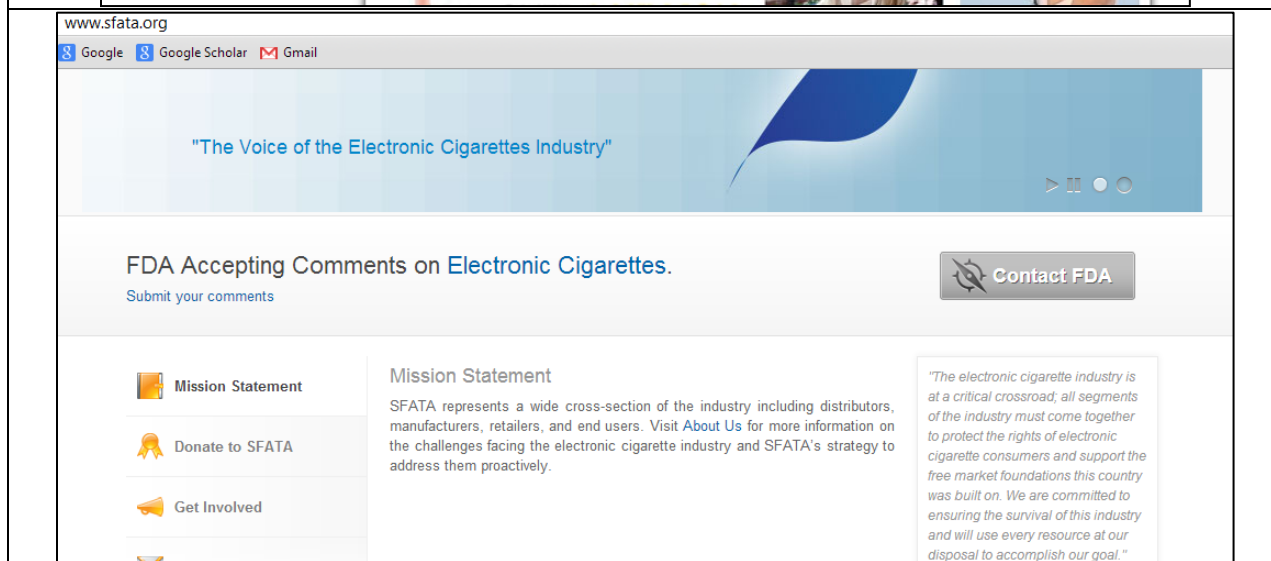 www.sfata.org
Google Google Scholar Gmail
"The Voice of the Electronic Cigarettes Industry"
FDA Accepting Comments on Electronic Cigarettes.
Submit your comments
Contact FDA
Mission Statement
Donate to SFATA
Get Involved
Mission Statement
SFATA represents a wide cross-section of the industry including distributors,
manufacturers, retailers, and end users. Visit About Us for more information on
the challenges facing the electronic cigarette industry and SFATA's strategy to
address them proactively.
"The electronic cigarette industry is
at a critical crossroad; all segments
of the industry must come together
to protect the rights of electronic
cigarette consumers and support the
free market foundations this country
was built on. We are committed to
ensuring the survival of this industry
and will use every resource at our
disposal to accomplish our goal."